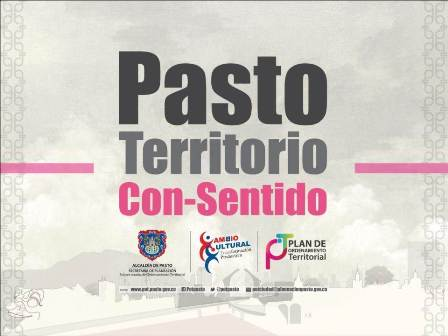 Pasto
Territorio
Con-Sentido
ALCALDÍA DE PASTO
SECRETARÍA DE PLANEACIÓN
CAMBIO
CULTURAL
PLAN DE
ORDENAMIENTO
Territorial
www.pot.pasto.gov.co